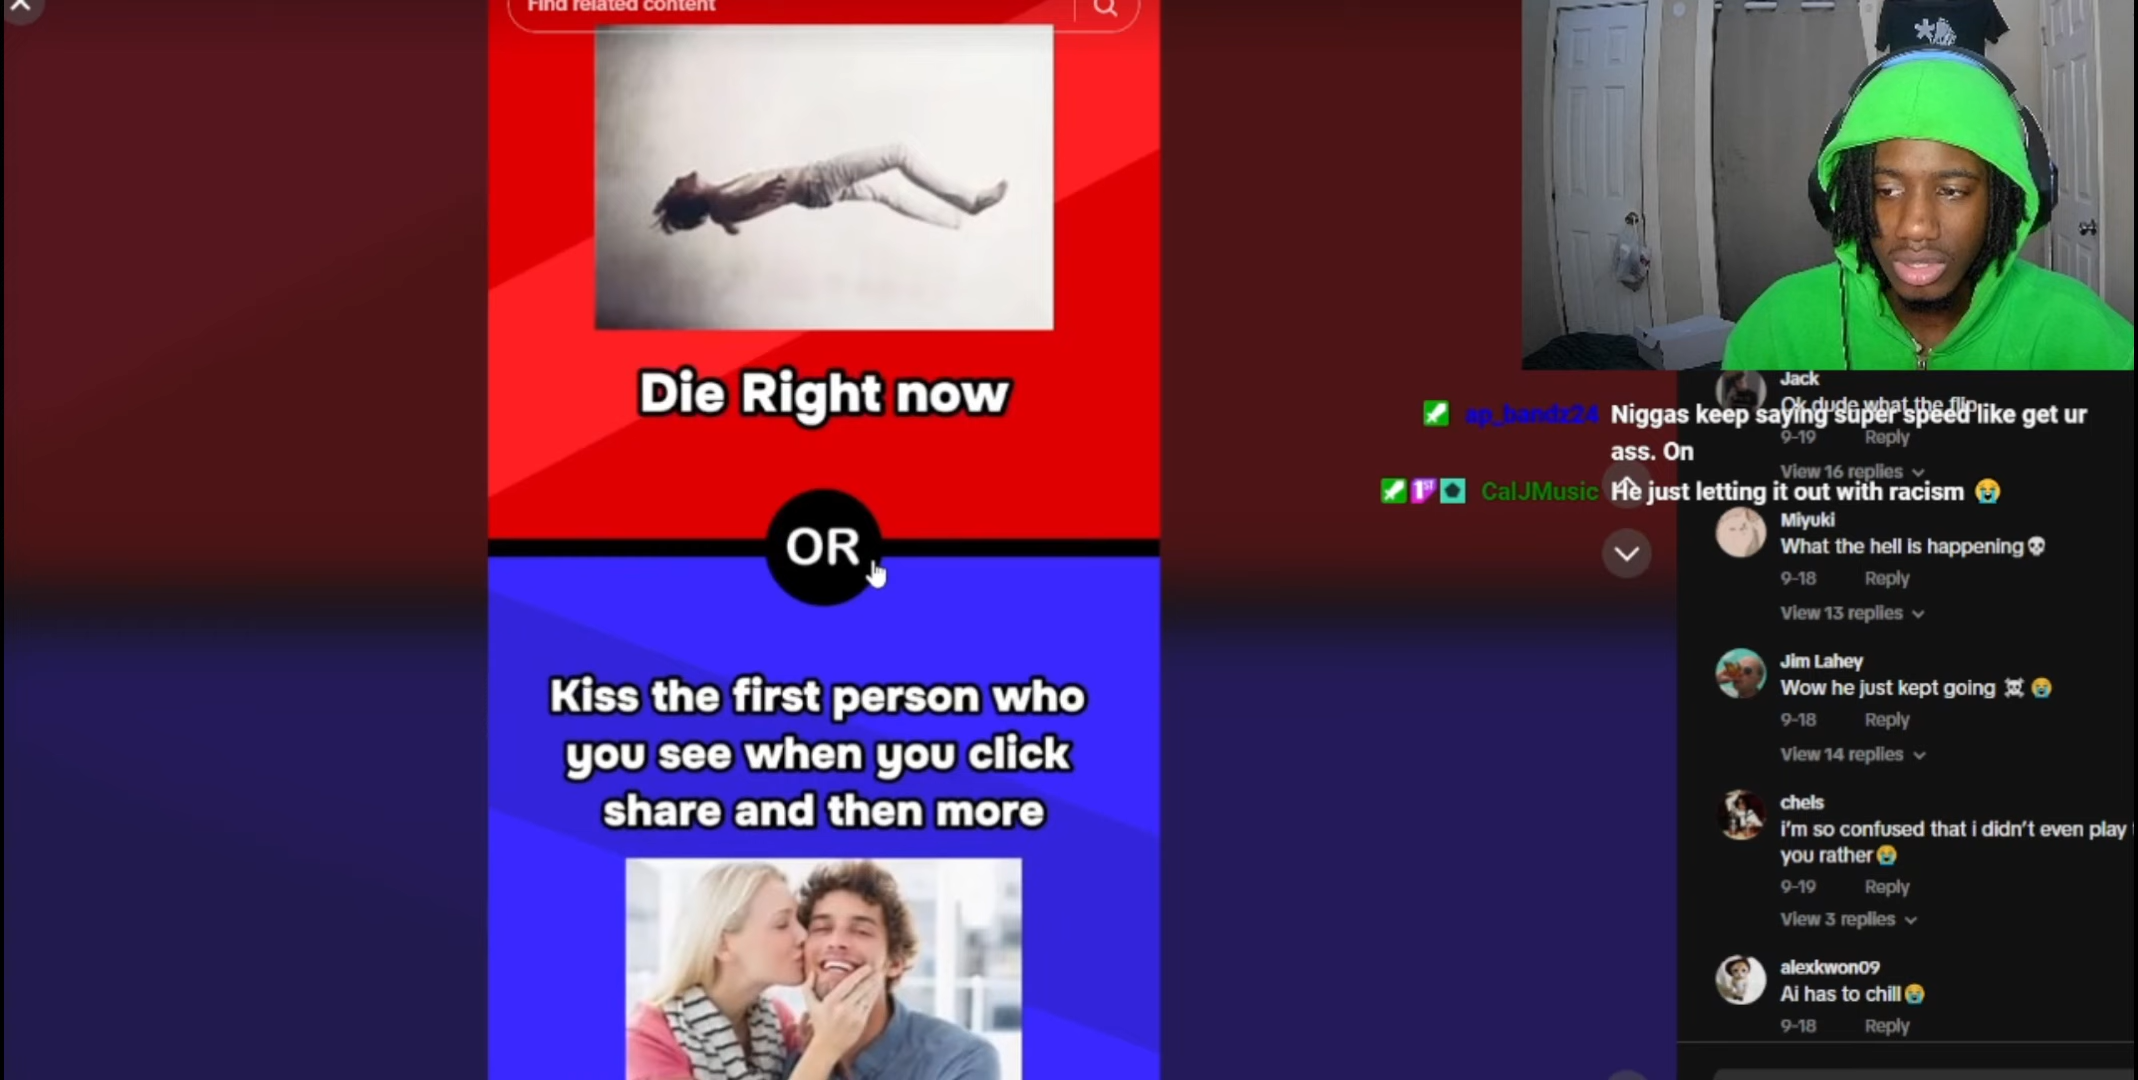 Find related content
Die Right now
OR
Kiss the first person who
you see when you click
share and then more
ap_bandz24 Niggas keep saying super speed like get ur
ass. On
1ST CalJMusic He just letting it out with racism 😭
Jack
Ok dude what the flip
9-19 Reply
View 16 replies
Miyuki
What the hell is happening💀
9-18 Reply
View 13 replies
Jim Lahey
Wow he just kept going ☠️😭
9-18 Reply
View 14 replies
chels
i'm so confused that i didn't even play
you rather😭
9-19 Reply
View 3 replies
alexkwon09
Ai has to chill😭
9-18 Reply